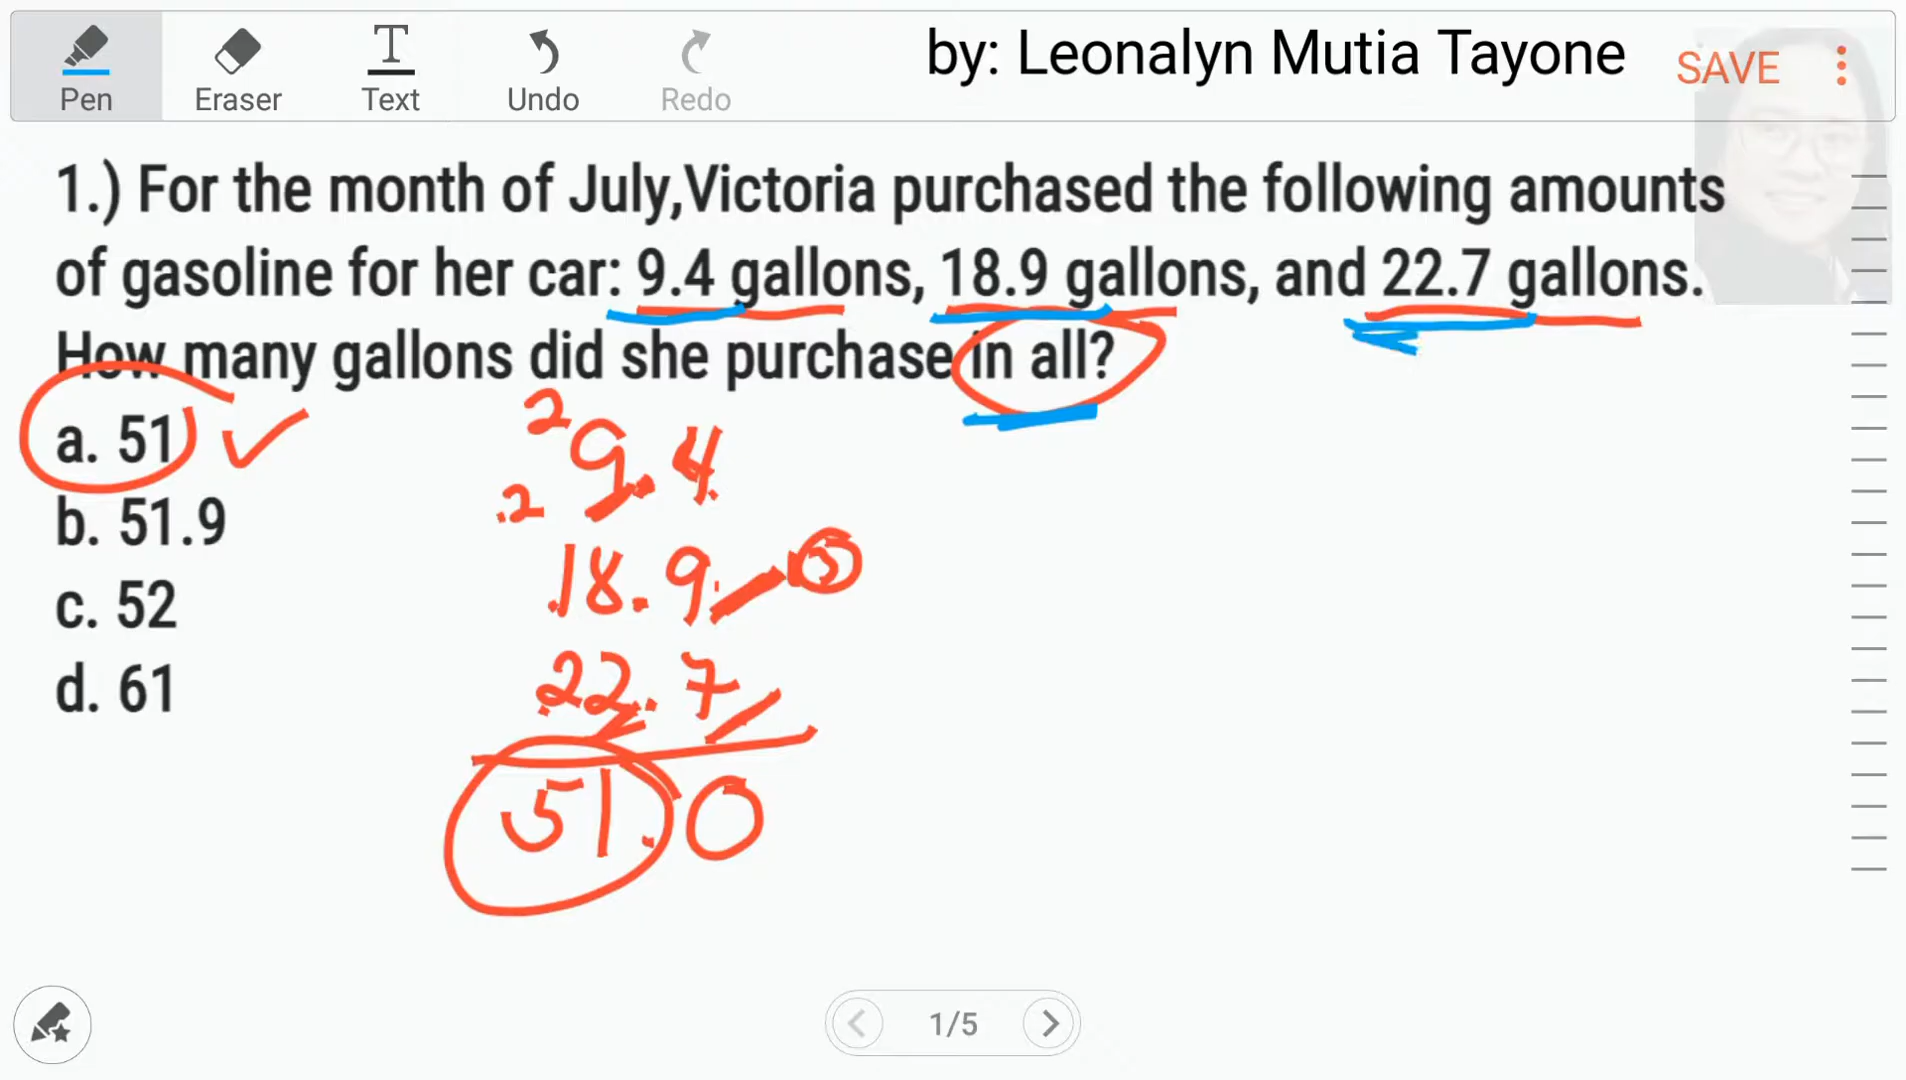 by: Leonalyn Mutia Tayone
SAVE
Pen
Eraser
Text
Undo
Redo
1.) For the month of July,Victoria purchased the following amounts
of gasoline for her car: 9.4 gallons, 18.9 gallons, and 22.7 gallons.
How many gallons did she purchase in all?
a. 51
b. 51.9
c. 52
d. 61
2
9.4
.2
18.9
22.7
51.0
1/5